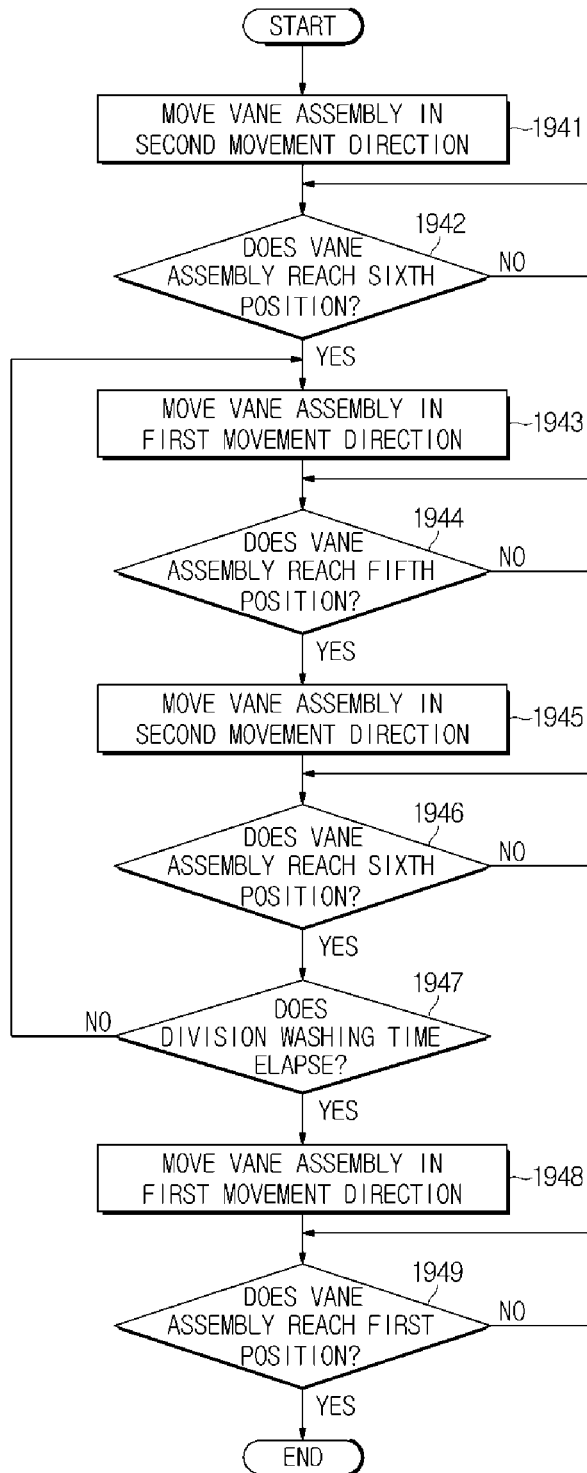 START
MOVE VANE ASSEMBLY IN
SECOND MOVEMENT DIRECTION
1941
1942
DOES VANE
ASSEMBLY REACH SIXTH
POSITION?
NO
YES
MOVE VANE ASSEMBLY IN
FIRST MOVEMENT DIRECTION
1943
1944
DOES VANE
ASSEMBLY REACH FIFTH
POSITION?
NO
YES
MOVE VANE ASSEMBLY IN
SECOND MOVEMENT DIRECTION
1945
1946
DOES VANE
ASSEMBLY REACH SIXTH
POSITION?
NO
YES
1947
DOES
DIVISION WASHING TIME
ELAPSE?
NO
YES
MOVE VANE ASSEMBLY IN
FIRST MOVEMENT DIRECTION
1948
1949
DOES VANE
ASSEMBLY REACH FIRST
POSITION?
NO
YES
END